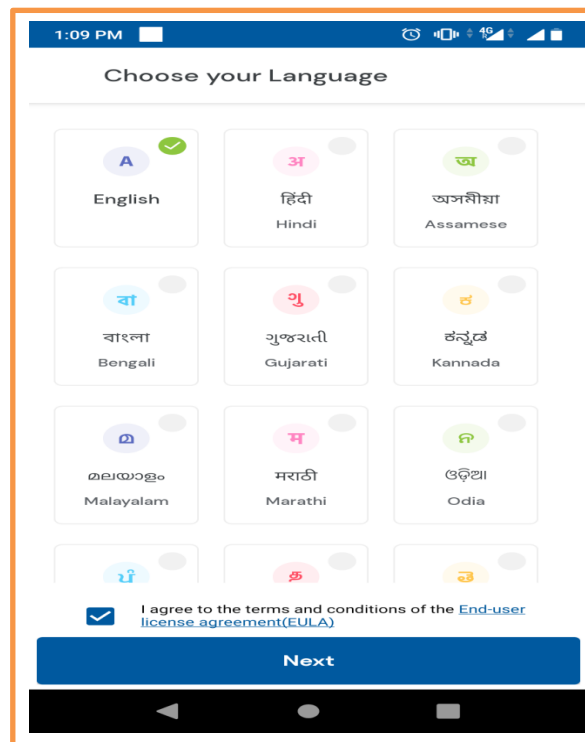 1:09 PM
4G
Choose your Language
A
अ
অ
English
हिंदी
অসমীয়া
Hindi
Assamese
বা
ગુ
ಕ
বাংলা
ગુજરાતી
ಕನ್ನಡ
Bengali
Gujarati
Kannada
മ
म
ନ
മലയാളം
मराठी
ଓଡ଼ିଆ
Malayalam
Marathi
Odia
ਪੰ
த
తె
I agree to the terms and conditions of the End-user
license agreement(EULA)
Next